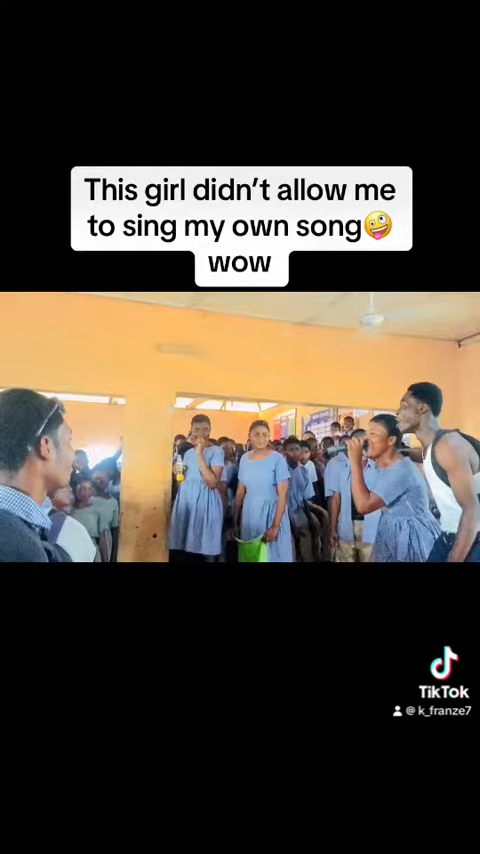 This girl didn't allow me
to sing my own song🤪
wow
TikTok
@ k_franze7